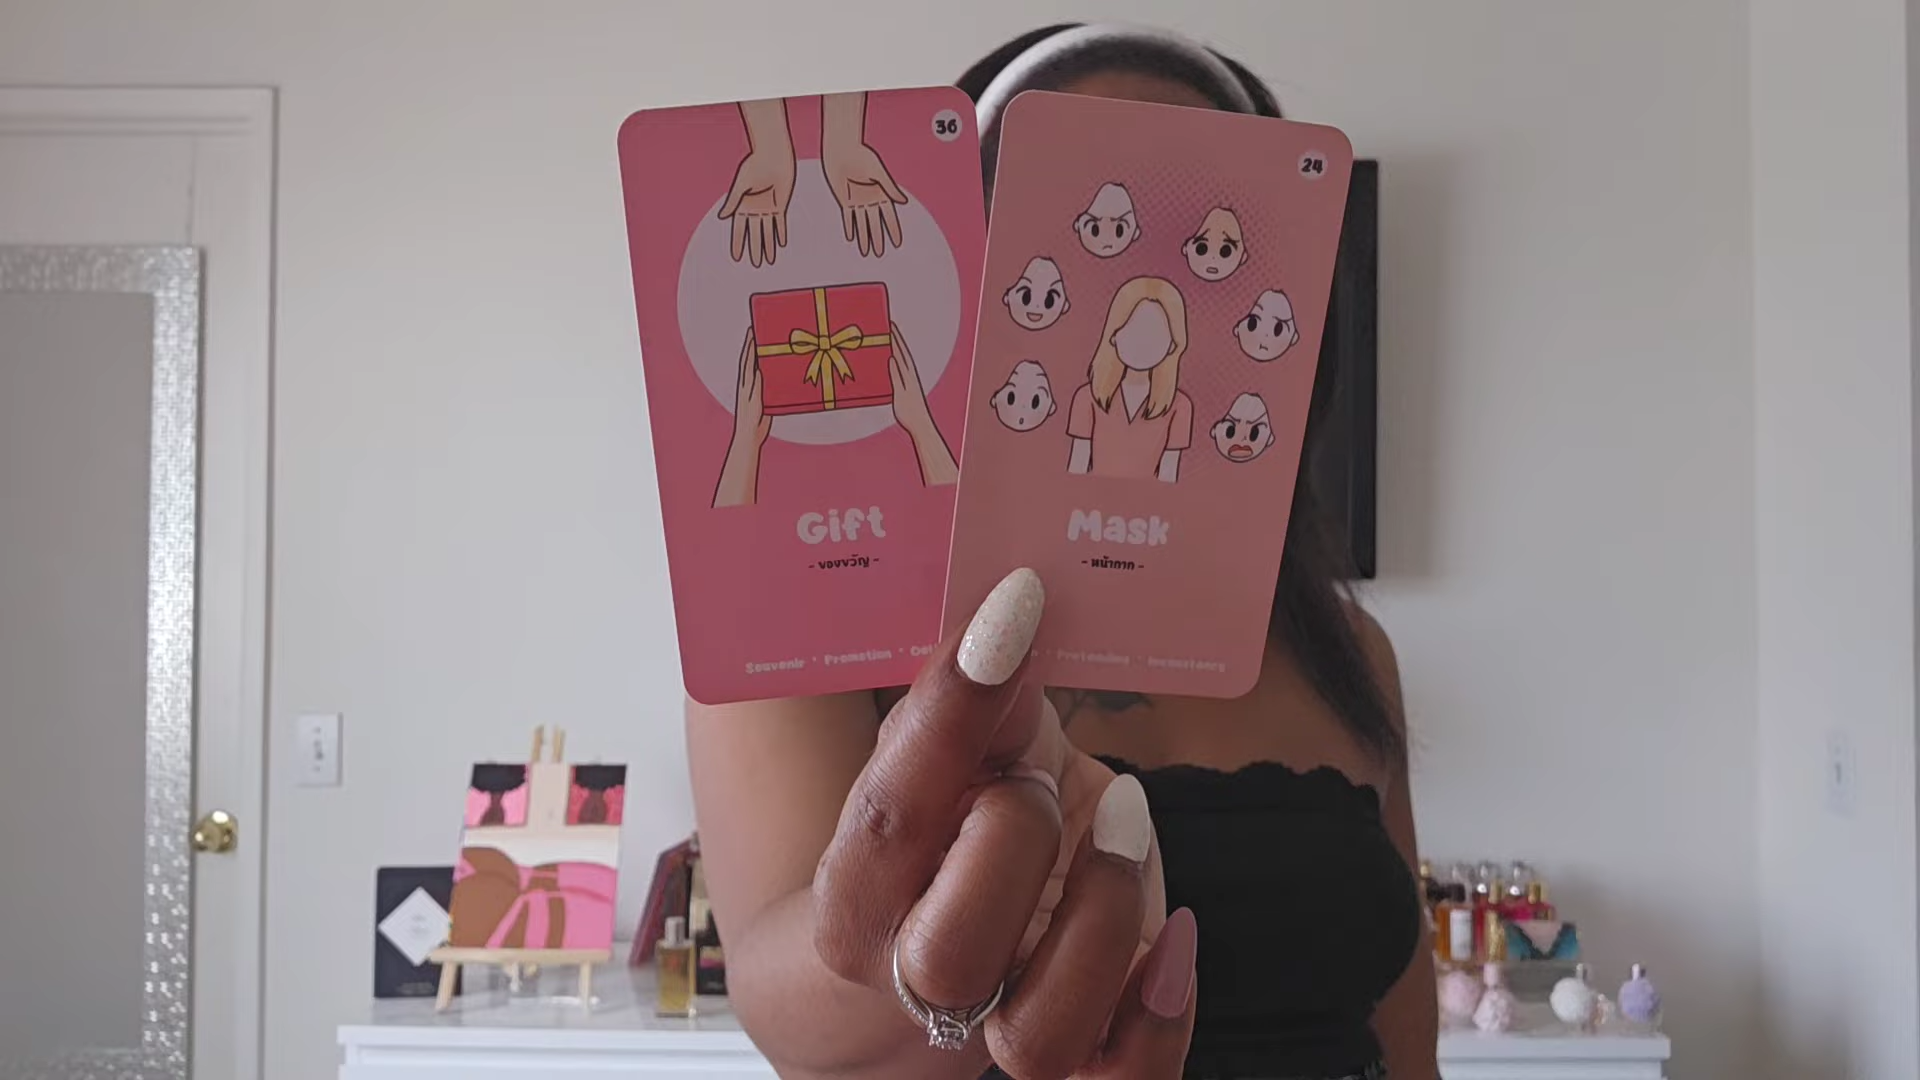 36
Gift
- ของขวัญ -
Souvenir * Promotion *
24
Mask
- หน้ากาก -
* Pretending *